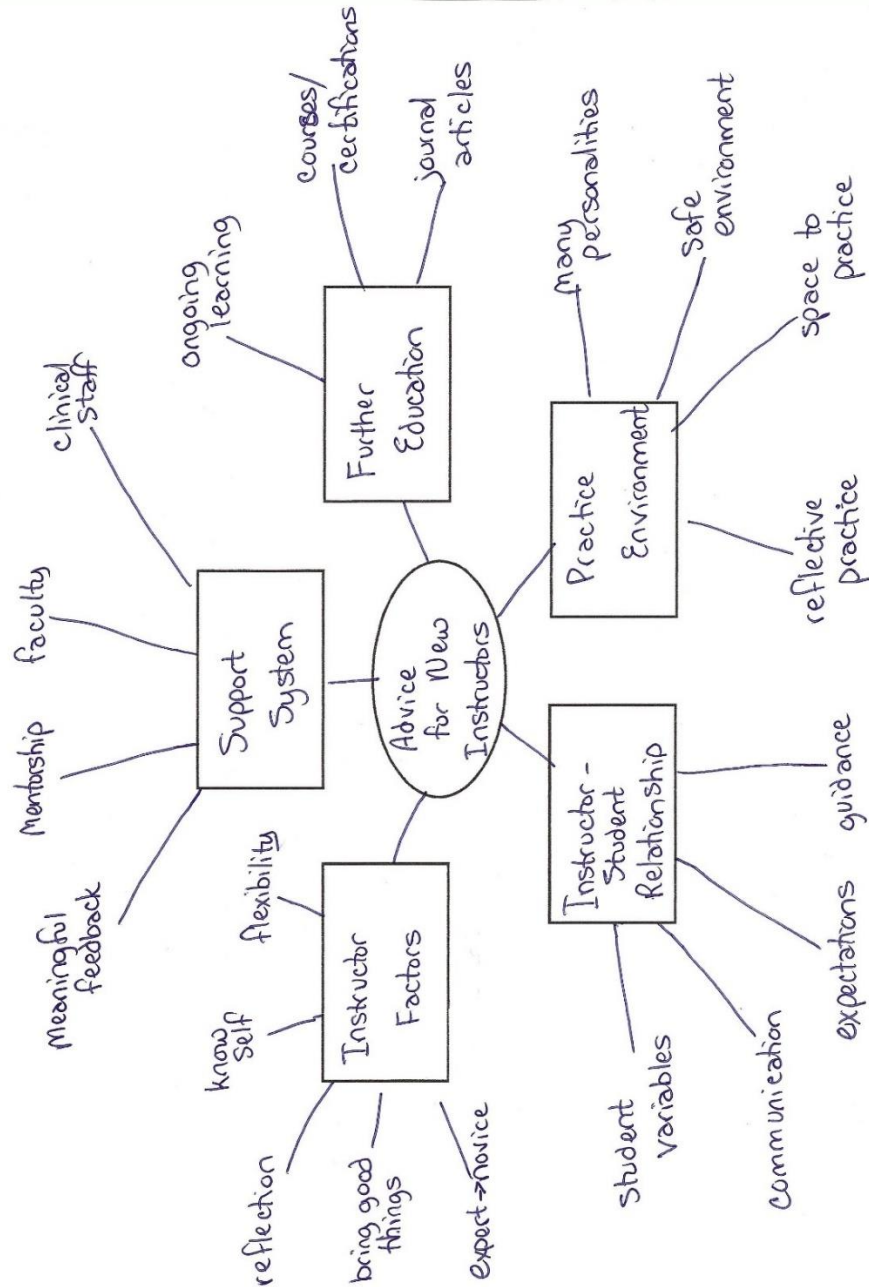 Advice
for New
Instructors
Support
System
Meaningful
feedback
Mentorship
faculty
clinical
staff
Further
Education
ongoing
learning
courses/
certifications
journal
articles
Practice
Environment
many
personalities
safe
environment
space to
practice
reflective
practice
Instructor-
Student
Relationship
guidance
expectations
communication
student
variables
Instructor
Factors
flexibility
know
self
reflection
bring good
things
expert→novice